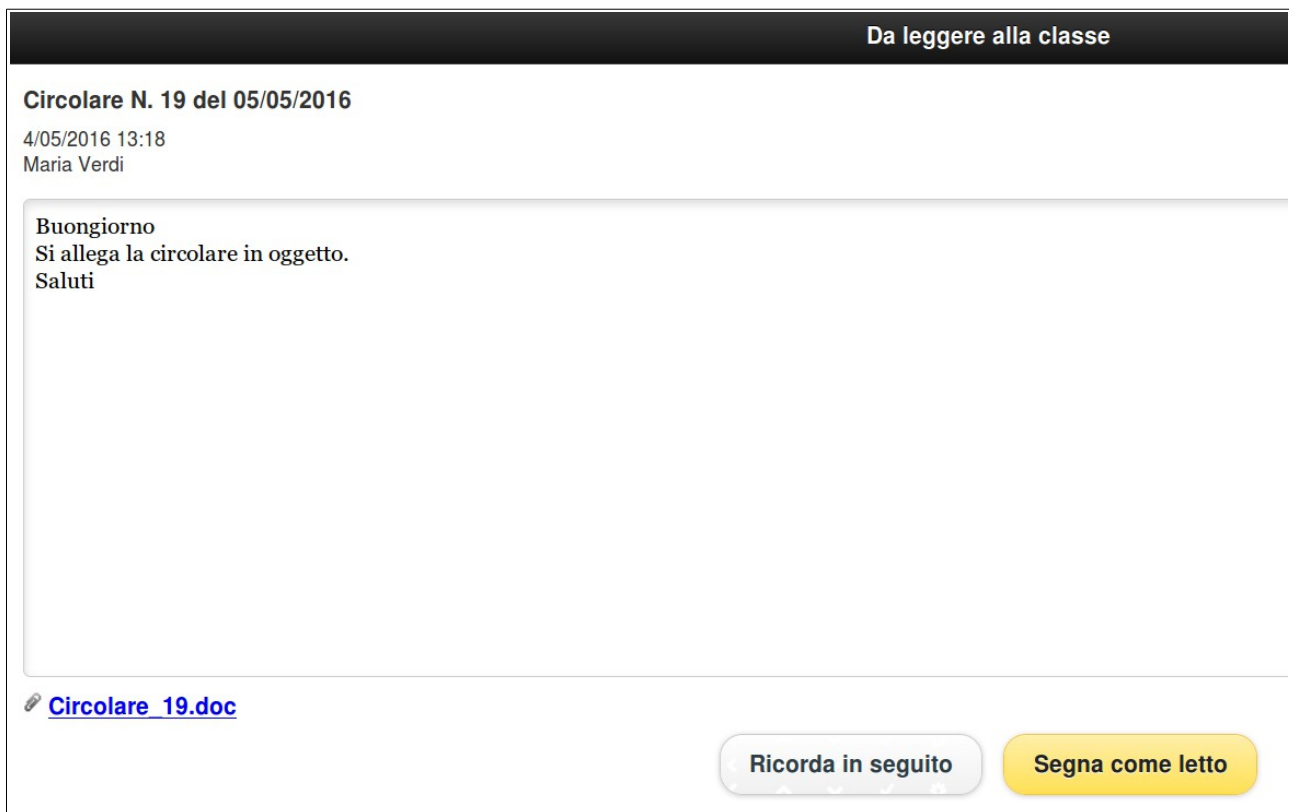 Da leggere alla classe
Circolare N. 19 del 05/05/2016
4/05/2016 13:18
Maria Verdi
Buongiorno
Si allega la circolare in oggetto.
Saluti
Circolare_19.doc
Ricorda in seguito
Segna come letto